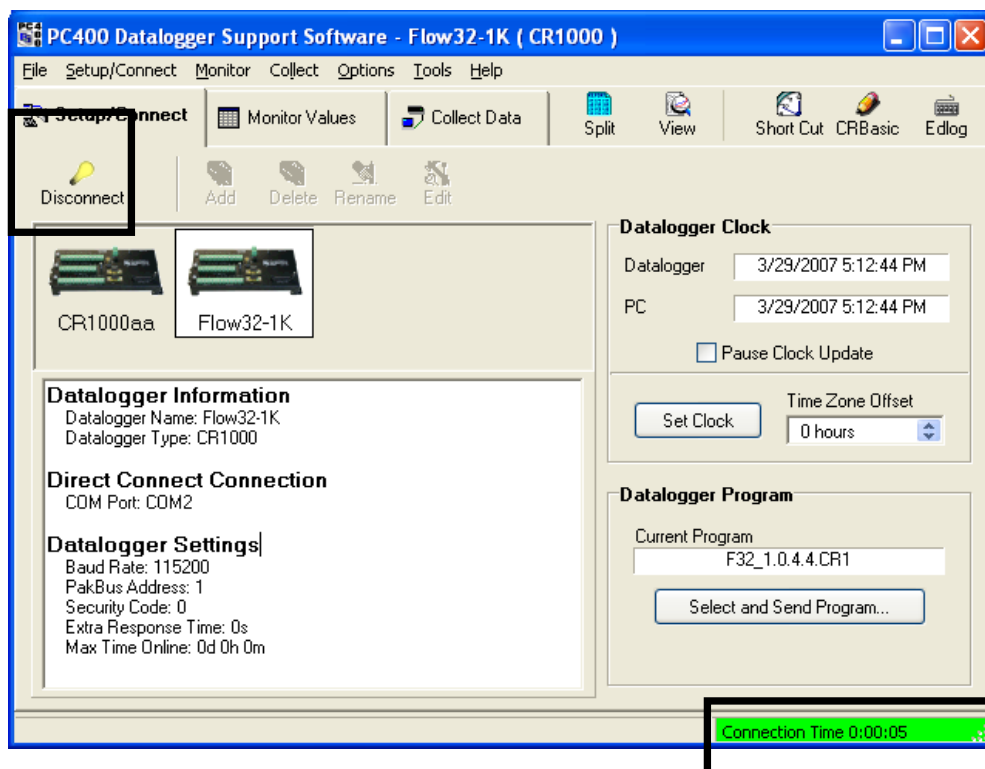 PC400 Datalogger Support Software - Flow32-1K ( CR1000 )
File Setup/Connect Monitor Collect Options Tools Help
Setup/Connect Monitor Values Collect Data Split View Short Cut CRBasic Edlog
Disconnect Add Delete Rename Edit
CR1000aa Flow32-1K
Datalogger Information
Datalogger Name: Flow32-1K
Datalogger Type: CR1000
Direct Connect Connection
COM Port: COM2
Datalogger Settings
Baud Rate: 115200
PakBus Address: 1
Security Code: 0
Extra Response Time: 0s
Max Time Online: 0d 0h 0m
Datalogger Clock
Datalogger 3/29/2007 5:12:44 PM
PC 3/29/2007 5:12:44 PM
Pause Clock Update
Time Zone Offset
Set Clock 0 hours
Datalogger Program
Current Program
F32_1.0.4.4.CR1
Select and Send Program...
Connection Time 0:00:05